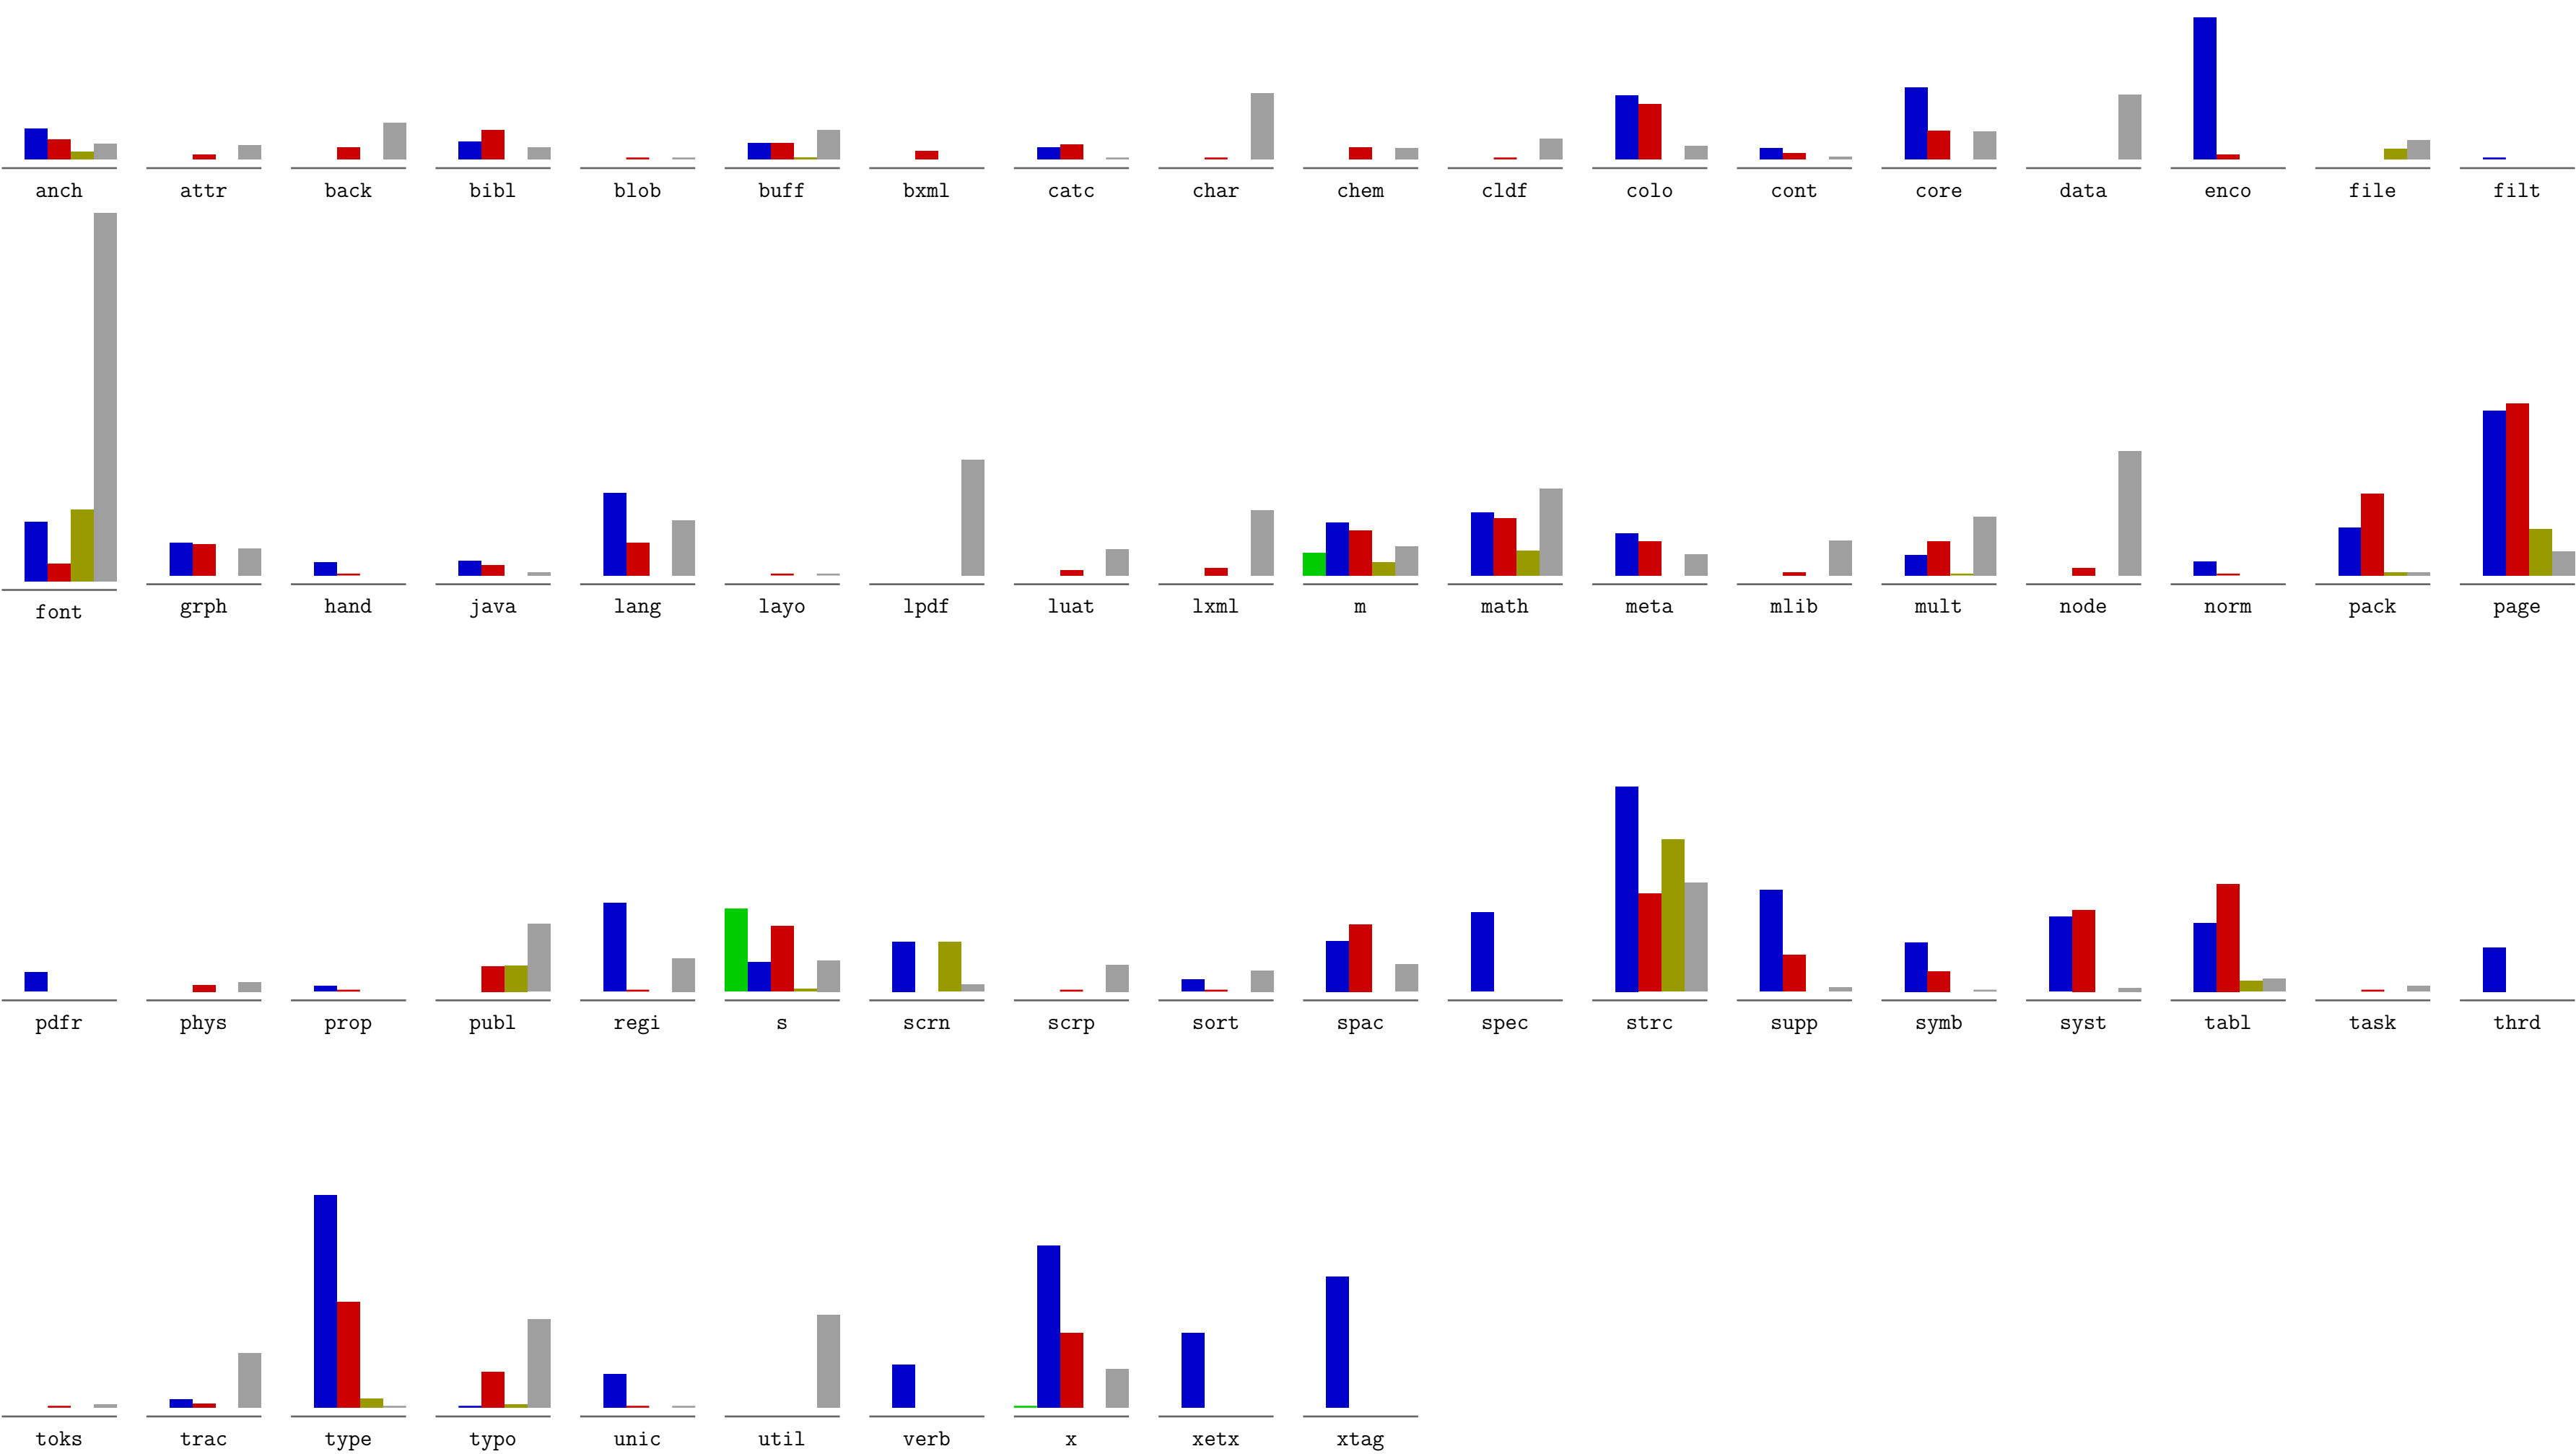 anch attr back bibl blob buff bxml catc char chem cldf colo cont core data enco file filt
font grph hand java lang layo lpdf luat lxml m math meta mlib mult node norm pack page
pdfr phys prop publ regi s scrn scrp sort spac spec strc supp symb syst tabl task thrd
toks trac type typo unic util verb x xetx xtag